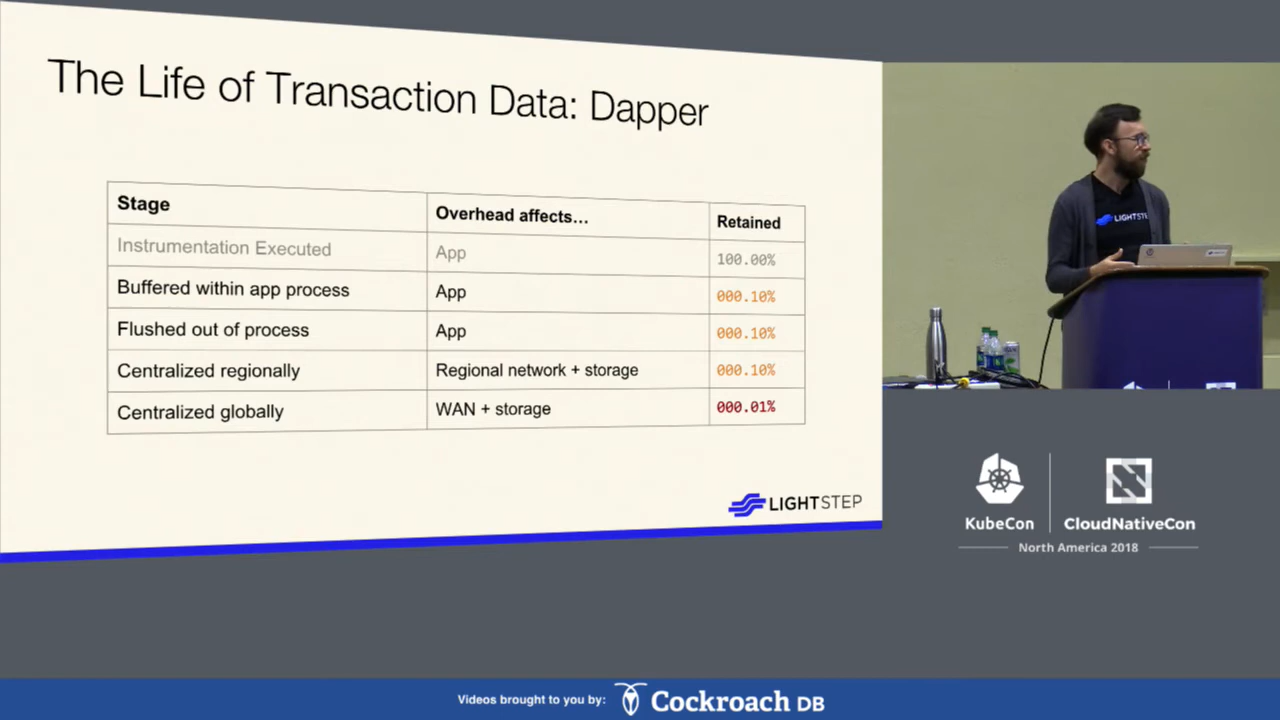 The Life of Transaction Data: Dapper
Stage Overhead affects… Retained
Instrumentation Executed App 100.00%
Buffered within app process App 000.10%
Flushed out of process App 000.10%
Centralized regionally Regional network + storage 000.10%
Centralized globally WAN + storage 000.01%
LIGHTSTEP
LIGHTSTE
KubeCon CloudNativeCon
North America 2018
Videos brought to you by: Cockroach DB